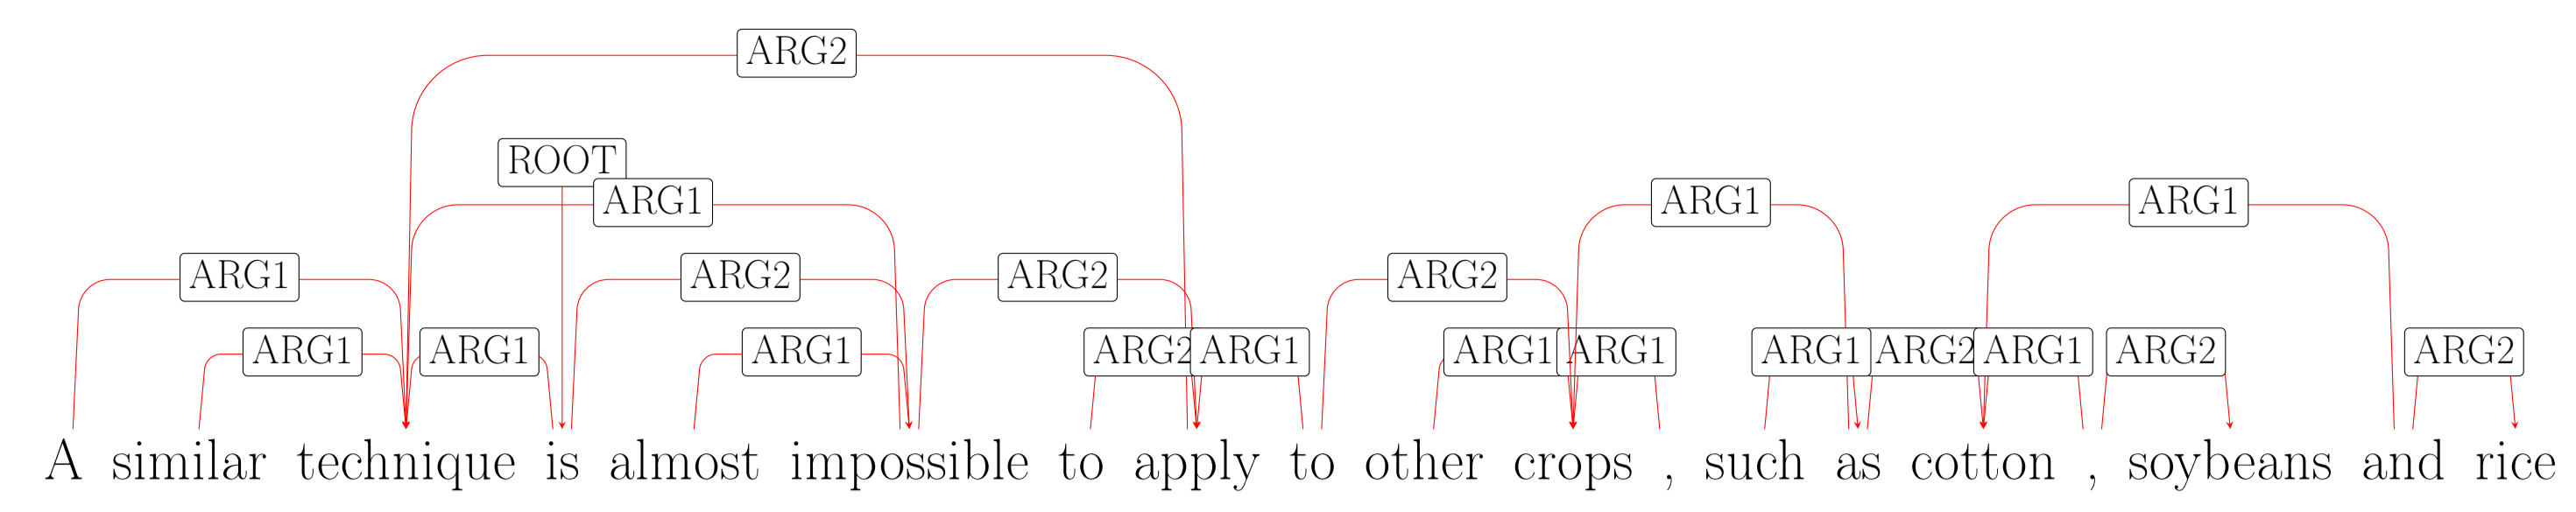 ARG2
ROOT
ARG1 ARG1 ARG1
ARG1 ARG2 ARG2 ARG2
ARG1 ARG1 ARG1 ARG2 ARG1 ARG1 ARG1 ARG1 ARG2 ARG1 ARG2 ARG2
A similar technique is almost impossible to apply to other crops , such as cotton , soybeans and rice